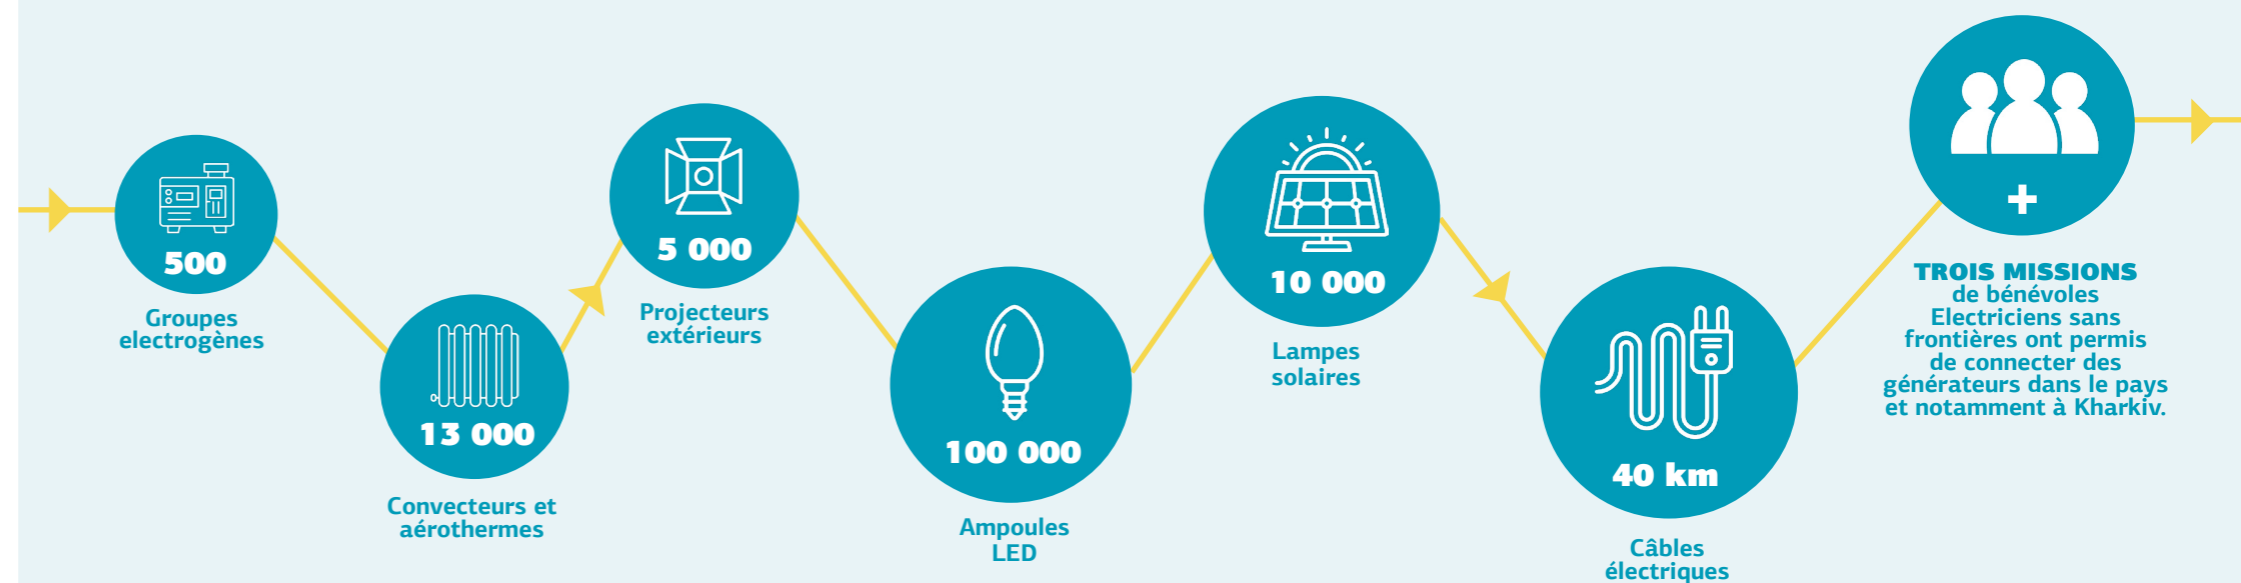 500
Groupes
electrogènes
13 000
Convecteurs et
aérothermes
5 000
Projecteurs
extérieurs
100 000
Ampoules
LED
10 000
Lampes
solaires
40 km
Câbles
électriques
+
TROIS MISSIONS
de bénévoles
Electriciens sans
frontières ont permis
de connecter des
générateurs dans le pays
et notamment à Kharkiv.